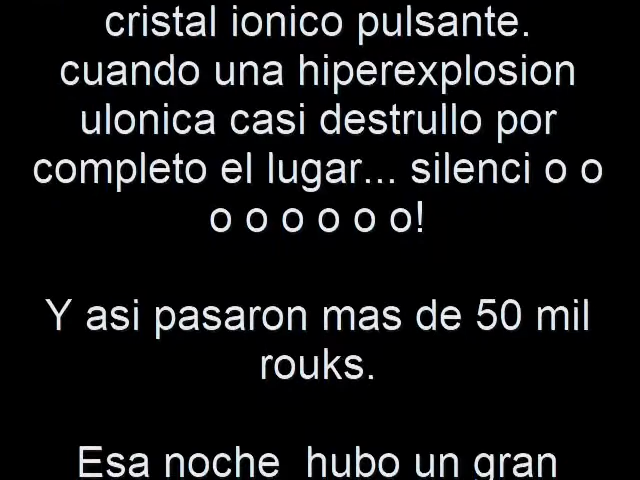 cristal ionico pulsante.
cuando una hiperexplosion
ulonica casi destrullo por
completo el lugar... silenci o o
o o o o o o!
Y asi pasaron mas de 50 mil
rouks.
Esa noche  hubo un gran